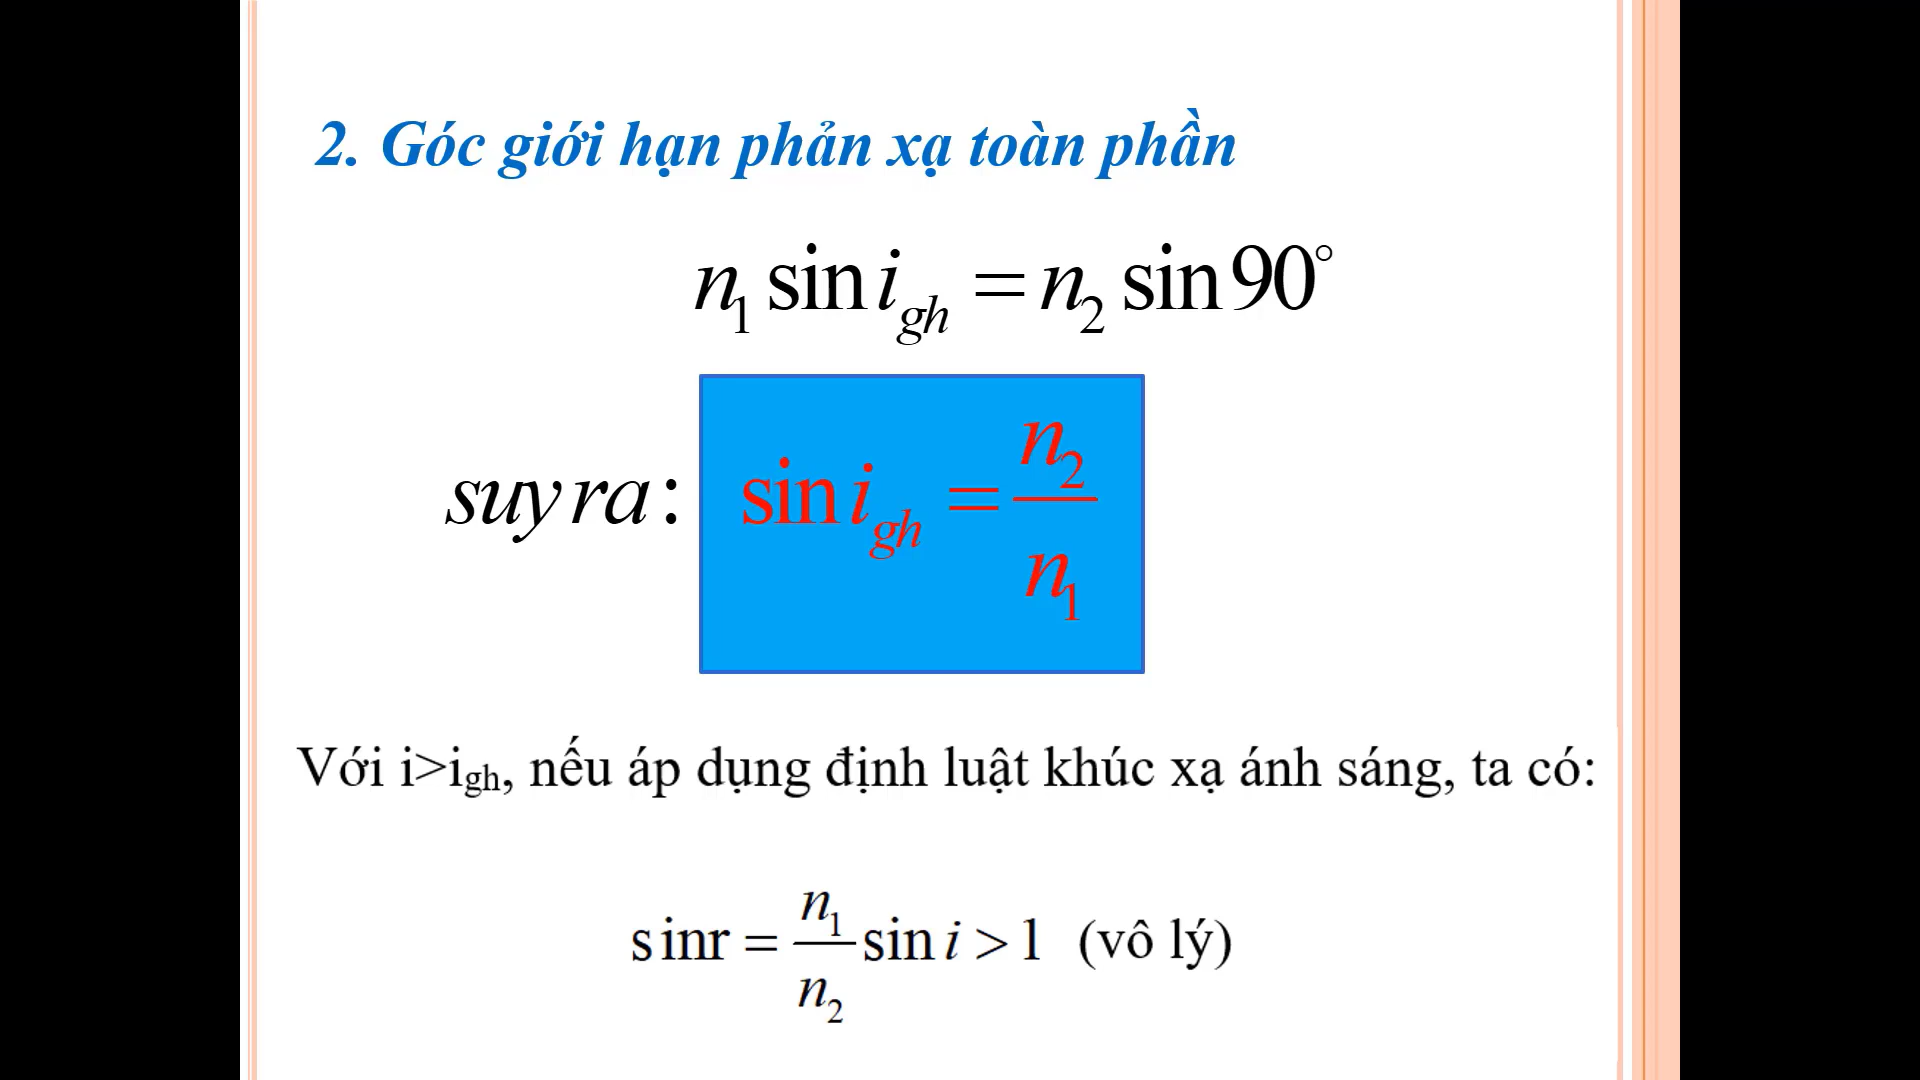 2. Góc giới hạn phản xạ toàn phần
n₁ sin i_gh = n₂ sin 90°
suy ra: sin i_gh = n₂/n₁
Với i>i_gh, nếu áp dụng định luật khúc xạ ánh sáng, ta có:
sinr = n₁/n₂ sin i > 1 (vô lý)